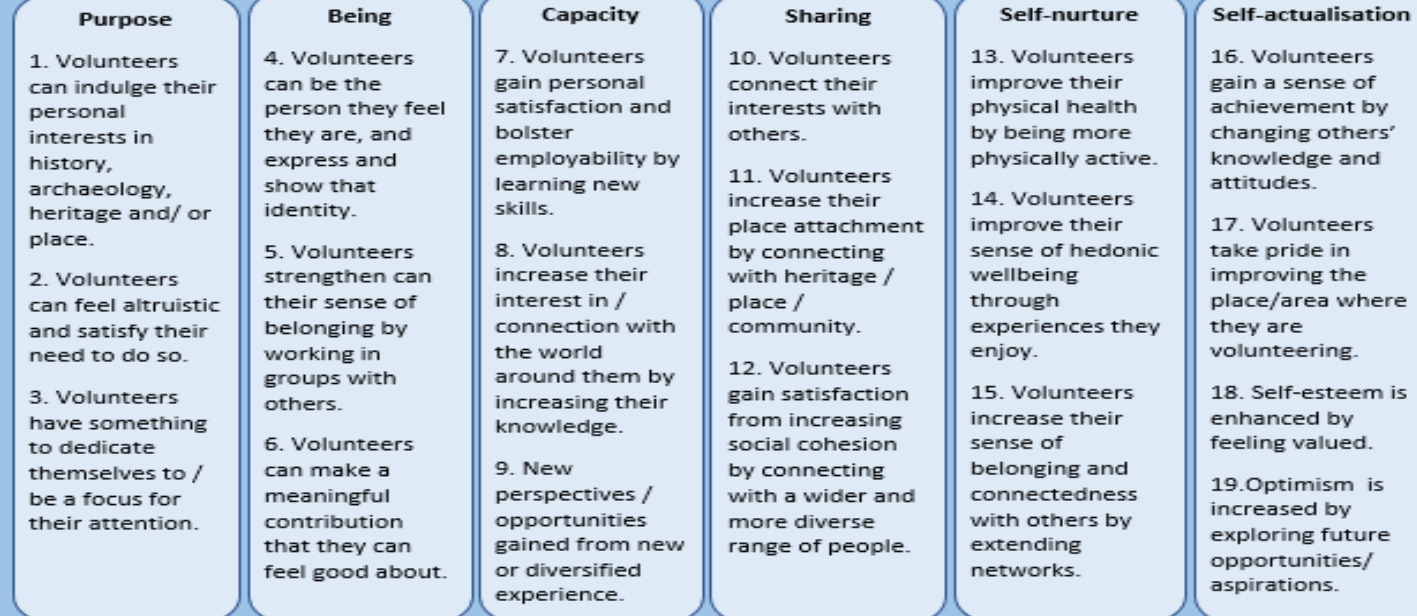 Purpose
1. Volunteers
can indulge their
personal
interests in
history,
archaeology,
heritage and/ or
place.
2. Volunteers
can feel altruistic
and satisfy their
need to do so.
3. Volunteers
have something
to dedicate
themselves to /
be a focus for
their attention.
Being
4. Volunteers
can be the
person they feel
they are, and
express and
show that
identity.
5. Volunteers
strengthen can
their sense of
belonging by
working in
groups with
others.
6. Volunteers
can make a
meaningful
contribution
that they can
feel good about.
Capacity
7. Volunteers
gain personal
satisfaction and
bolster
employability by
learning new
skills.
8. Volunteers
increase their
interest in /
connection with
the world
around them by
increasing their
knowledge.
9. New
perspectives /
opportunities
gained from new
or diversified
experience.
Sharing
10. Volunteers
connect their
interests with
others.
11. Volunteers
increase their
place attachment
by connecting
with heritage /
place /
community.
12. Volunteers
gain satisfaction
from increasing
social cohesion
by connecting
with a wider and
more diverse
range of people.
Self-nurture
13. Volunteers
improve their
physical health
by being more
physically active.
14. Volunteers
improve their
sense of hedonic
wellbeing
through
experiences they
enjoy.
15. Volunteers
increase their
sense of
belonging and
connectedness
with others by
extending
networks.
Self-actualisation
16. Volunteers
gain a sense of
achievement by
changing others’
knowledge and
attitudes.
17. Volunteers
take pride in
improving the
place/area where
they are
volunteering.
18. Self-esteem is
enhanced by
feeling valued.
19.Optimism is
increased by
exploring future
opportunities/
aspirations.